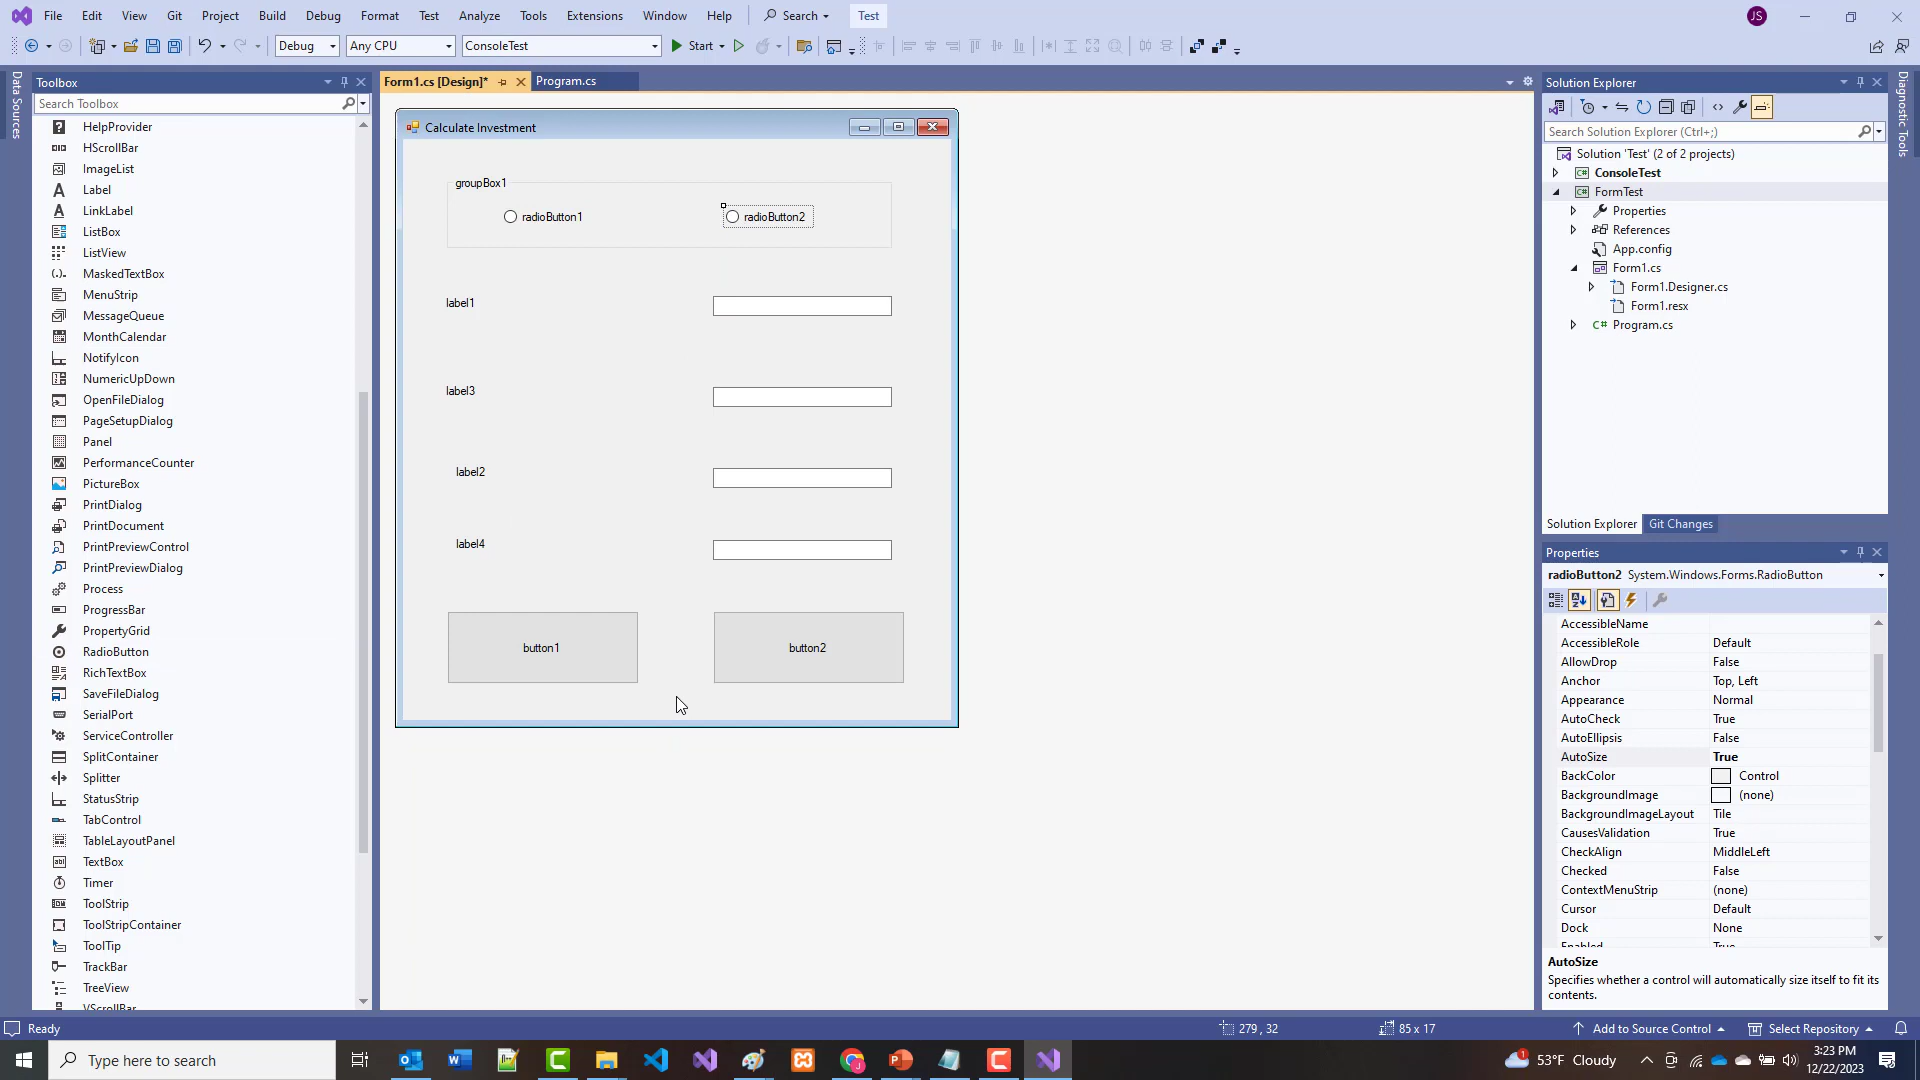 File Edit View Git Project Build Debug Format Test Analyze Tools Extensions Window Help Search Test JS
Debug Any CPU ConsoleTest Start
Data Sources
Toolbox
Search Toolbox
HelpProvider
HScrollBar
ImageList
Label
LinkLabel
ListBox
ListView
MaskedTextBox
MenuStrip
MessageQueue
MonthCalendar
NotifyIcon
NumericUpDown
OpenFileDialog
PageSetupDialog
Panel
PerformanceCounter
PictureBox
PrintDialog
PrintDocument
PrintPreviewControl
PrintPreviewDialog
Process
ProgressBar
PropertyGrid
RadioButton
RichTextBox
SaveFileDialog
SerialPort
ServiceController
SplitContainer
Splitter
StatusStrip
TabControl
TableLayoutPanel
TextBox
Timer
ToolStrip
ToolStripContainer
ToolTip
TrackBar
TreeView
VScrollBar
Form1.cs [Design]* Program.cs
Calculate Investment
groupBox1
radioButton1 radioButton2
label1
label3
label2
label4
button1 button2
Solution Explorer
Search Solution Explorer (Ctrl+;)
Solution 'Test' (2 of 2 projects)
ConsoleTest
FormTest
Properties
References
App.config
Form1.cs
Form1.Designer.cs
Form1.resx
Program.cs
Solution Explorer Git Changes
Properties
radioButton2 System.Windows.Forms.RadioButton
AccessibleName
AccessibleRole Default
AllowDrop False
Anchor Top, Left
Appearance Normal
AutoCheck True
AutoEllipsis False
AutoSize True
BackColor Control
BackgroundImage (none)
BackgroundImageLayout Tile
CausesValidation True
CheckAlign MiddleLeft
Checked False
ContextMenuStrip (none)
Cursor Default
Dock None
Enabled True
AutoSize
Specifies whether a control will automatically size itself to fit its
contents.
Diagnostic Tools
Ready 279 , 32 85 x 17 Add to Source Control Select Repository
Type here to search 53°F Cloudy 3:23 PM
12/22/2023